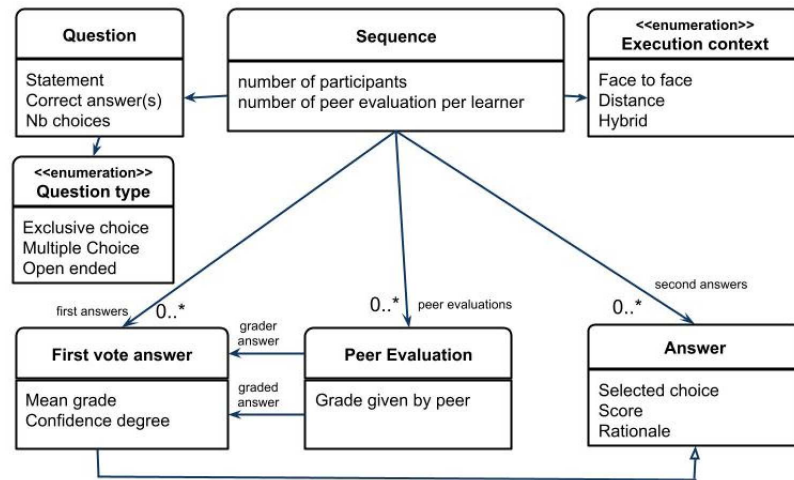 Question
Statement
Correct answer(s)
Nb choices
Sequence
number of participants
number of peer evaluation per learner
<<enumeration>>
Execution context
Face to face
Distance
Hybrid
<<enumeration>>
Question type
Exclusive choice
Multiple Choice
Open ended
first answers
0..*
0..*
peer evaluations
second answers
0..*
First vote answer
Mean grade
Confidence degree
grader
answer
graded
answer
Peer Evaluation
Grade given by peer
Answer
Selected choice
Score
Rationale